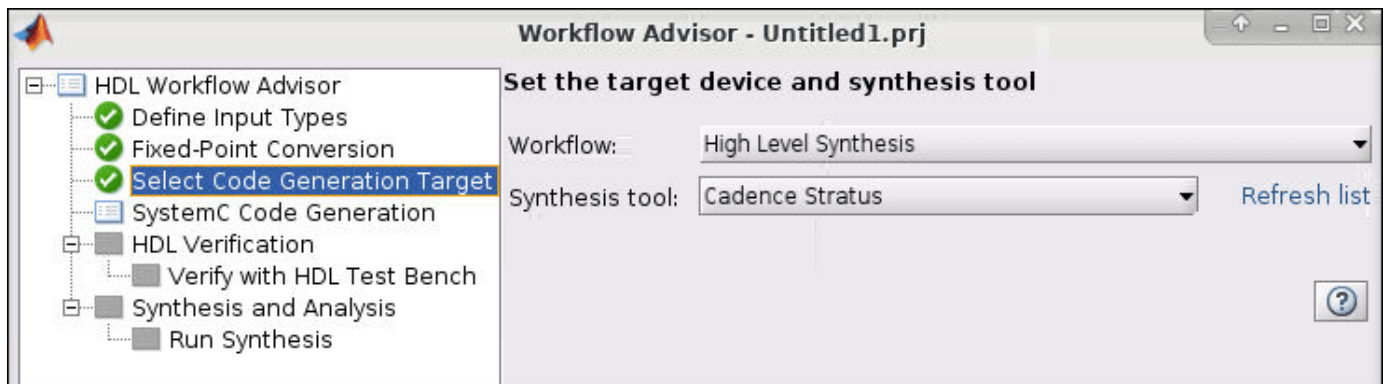 Workflow Advisor - Untitled1.prj
HDL Workflow Advisor
Define Input Types
Fixed-Point Conversion
Select Code Generation Target
SystemC Code Generation
HDL Verification
Verify with HDL Test Bench
Synthesis and Analysis
Run Synthesis
Set the target device and synthesis tool
Workflow: High Level Synthesis
Synthesis tool: Cadence Stratus Refresh list
?